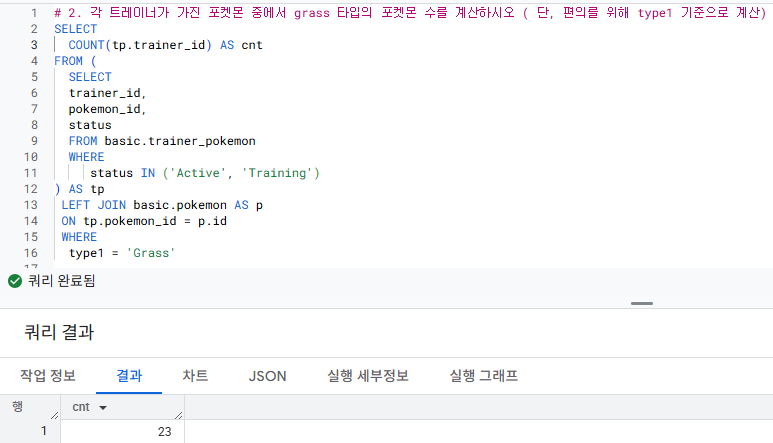 1 # 2. 각 트레이너가 가진 포켓몬 중에서 grass 타입의 포켓몬 수를 계산하시오 ( 단, 편의를 위해 type1 기준으로 계산)
2 SELECT
3 COUNT(tp.trainer_id) AS cnt
4 FROM (
5 SELECT
6 trainer_id,
7 pokemon_id,
8 status
9 FROM basic.trainer_pokemon
10 WHERE
11 status IN ('Active', 'Training')
12 ) AS tp
13 LEFT JOIN basic.pokemon AS p
14 ON tp.pokemon_id = p.id
15 WHERE
16 type1 = 'Grass'
17
쿼리 완료됨
쿼리 결과
작업 정보 결과 차트 JSON 실행 세부정보 실행 그래프
행 cnt
1 23